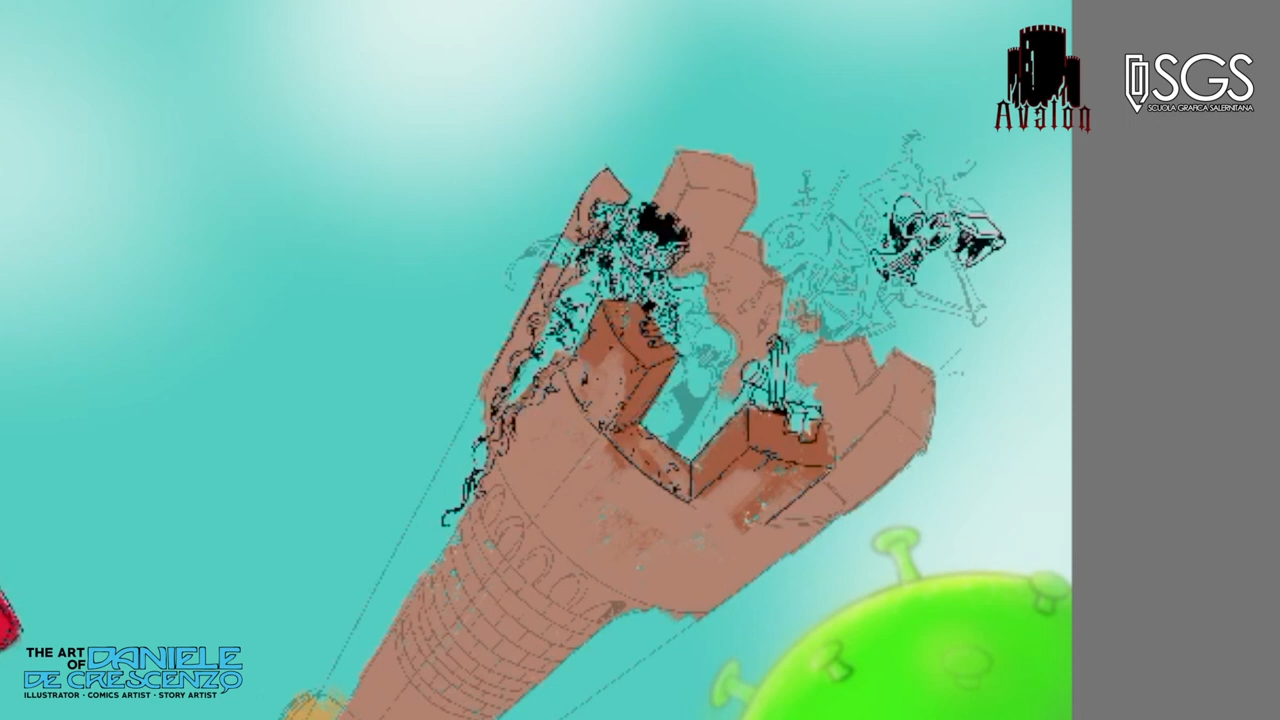 Avalon
SGS
SCUOLA GRAFICA SALERNITANA
THE ART
OF DANIELE
DE CRESCENZO
ILLUSTRATOR • COMICS ARTIST • STORY ARTIST